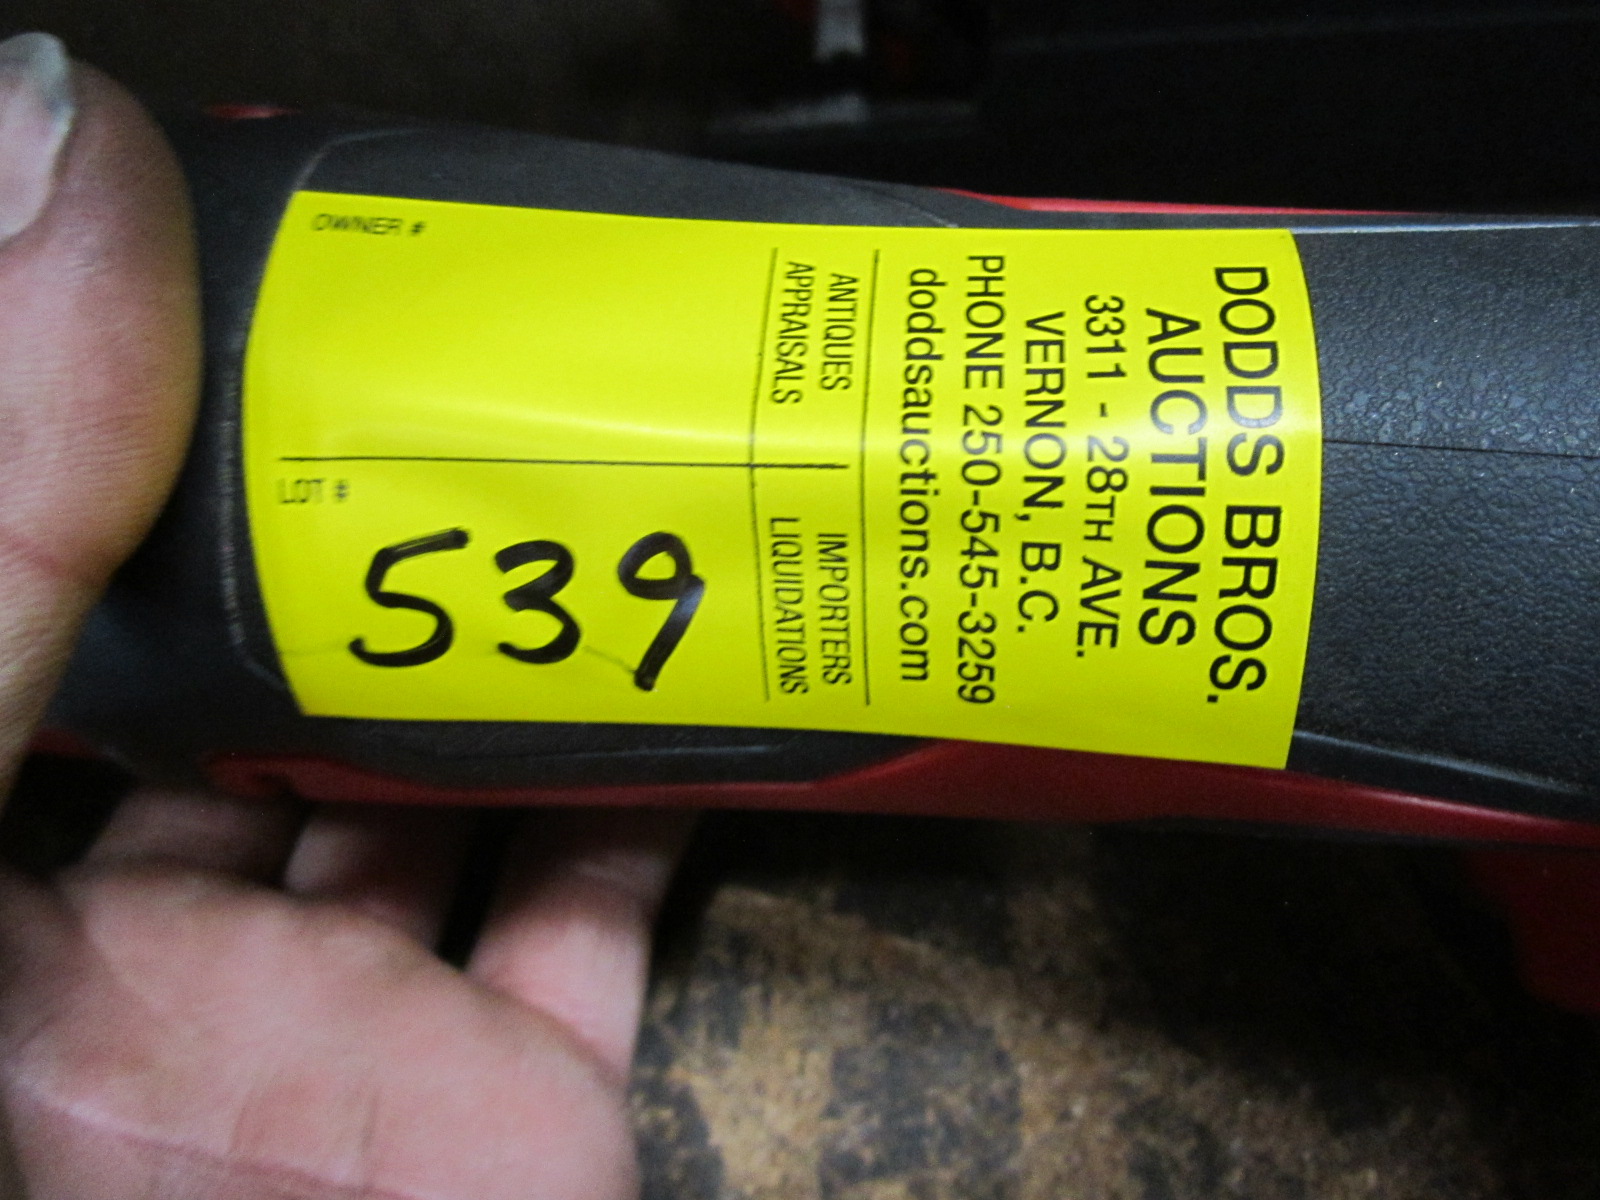 DODDS BROS.
AUCTIONS
3311 - 28TH AVE.
VERNON, B.C.
PHONE 250-545-3259
doddsauctions.com
ANTIQUES
APPRAISALS
IMPORTERS
LIQUIDATIONS
OWNER #
LOT #
539